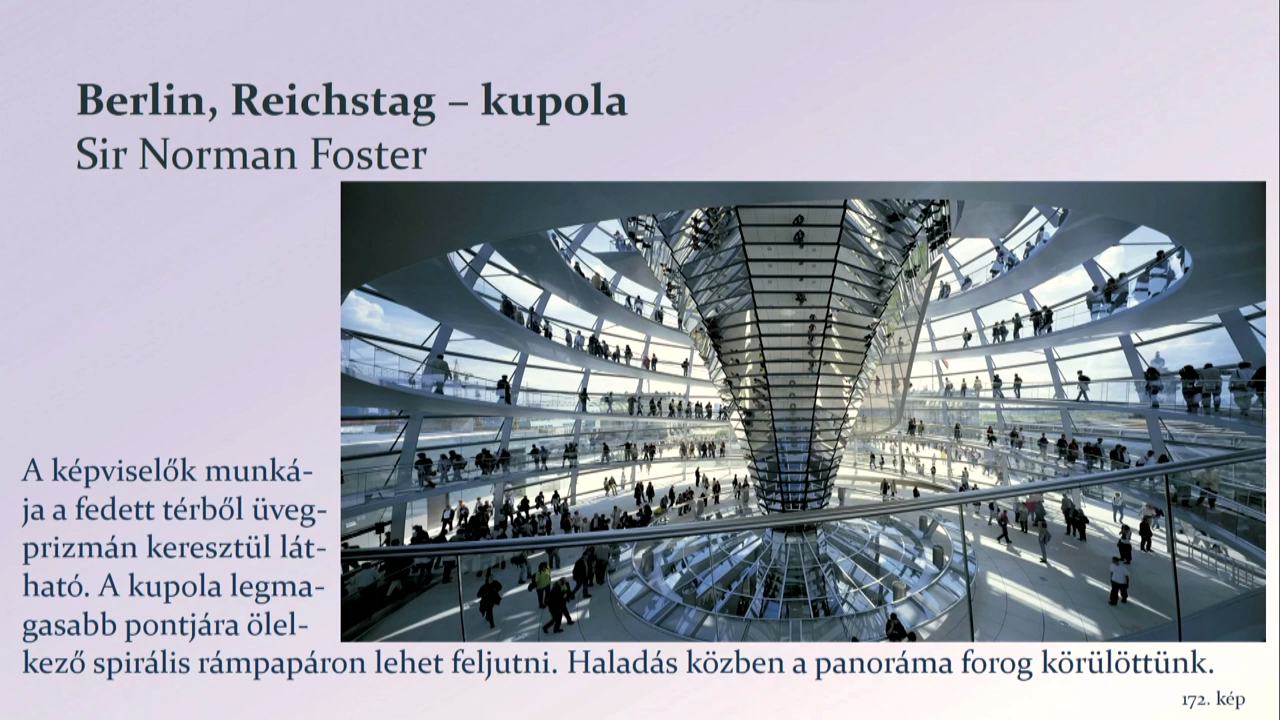 Berlin, Reichstag – kupola
Sir Norman Foster
A képviselők munká-
ja a fedett térből üveg-
prizmán keresztül lát-
ható. A kupola legma-
gasabb pontjára ölel-
kező spirális rámpapáron lehet feljutni. Haladás közben a panoráma forog körülöttünk.
172. kép